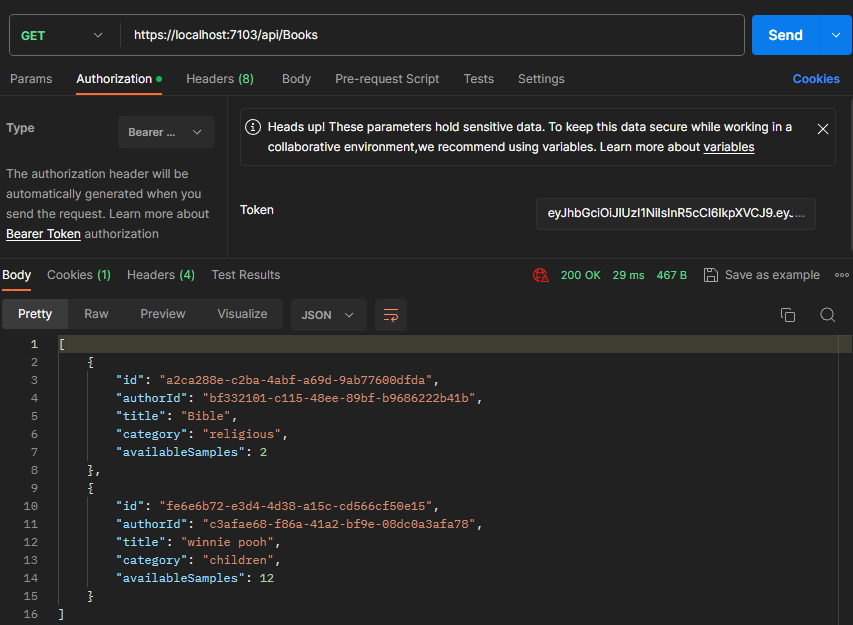 GET https://localhost:7103/api/Books Send
Params Authorization Headers (8) Body Pre-request Script Tests Settings Cookies
Type Bearer ...
The authorization header will be
automatically generated when you
send the request. Learn more about
Bearer Token authorization
Heads up! These parameters hold sensitive data. To keep this data secure while working in a
collaborative environment,we recommend using variables. Learn more about variables
Token eyJhbGciOiJIUzI1NiIsInR5cCI6IkpXVCJ9.eyJ...
Body Cookies (1) Headers (4) Test Results 200 OK 29 ms 467 B Save as example
Pretty Raw Preview Visualize JSON
1 [
2 {
3 "id": "a2ca288e-c2ba-4abf-a69d-9ab77600dfda",
4 "authorId": "bf332101-c115-48ee-89bf-b9686222b41b",
5 "title": "Bible",
6 "category": "religious",
7 "availableSamples": 2
8 },
9 {
10 "id": "fe6e6b72-e3d4-4d38-a15c-cd566cf50e15",
11 "authorId": "c3afae68-f86a-41a2-bf9e-08dc0a3afa78",
12 "title": "winnie pooh",
13 "category": "children",
14 "availableSamples": 12
15 }
16 ]